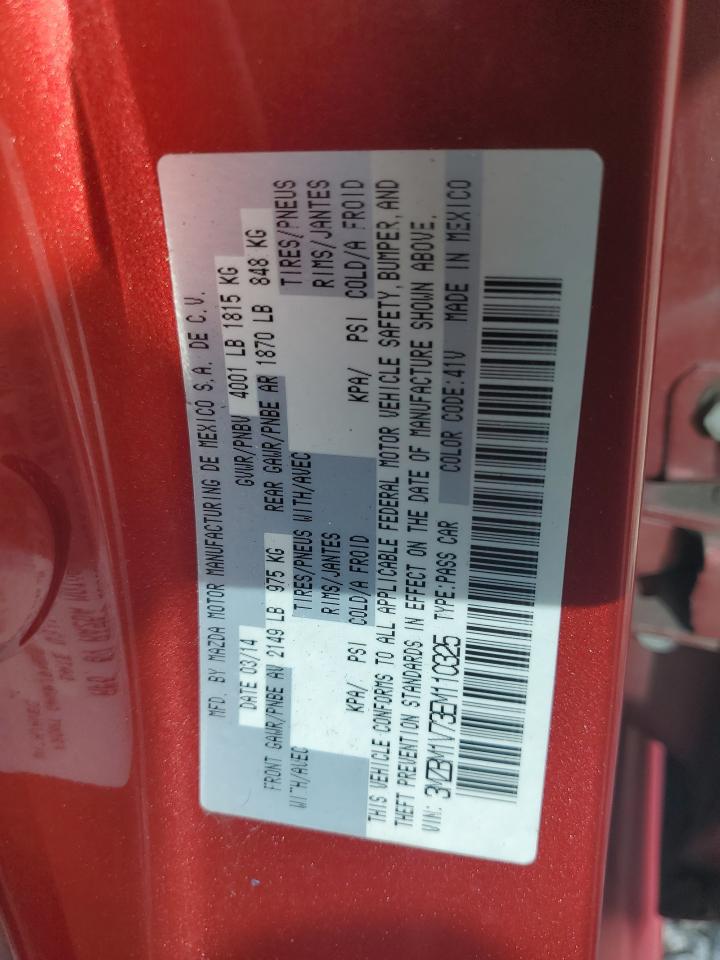 MFD. BY MAZDA MOTOR MANUFACTURING DE MEXICO S.A. DE C.V.
DATE 03/14 GVWR/PNBV 4001 LB 1815 KG
FRONT GAWR/PNBE AV 2149 LB 975 KG REAR GAWR/PNBE AR 1870 LB 848 KG
WITH/AVEC TIRES/PNEUS WITH/AVEC TIRES/PNEUS
RIMS/JANTES RIMS/JANTES
KPA/ PSI COLD/A FROID KPA/ PSI COLD/A FROID
THIS VEHICLE CONFORMS TO ALL APPLICABLE FEDERAL MOTOR VEHICLE SAFETY, BUMPER, AND
THEFT PREVENTION STANDARDS IN EFFECT ON THE DATE OF MANUFACTURE SHOWN ABOVE.
VIN: 3MZBM1V73EM110325 TYPE:PASS CAR COLOR CODE:41V MADE IN MEXICO